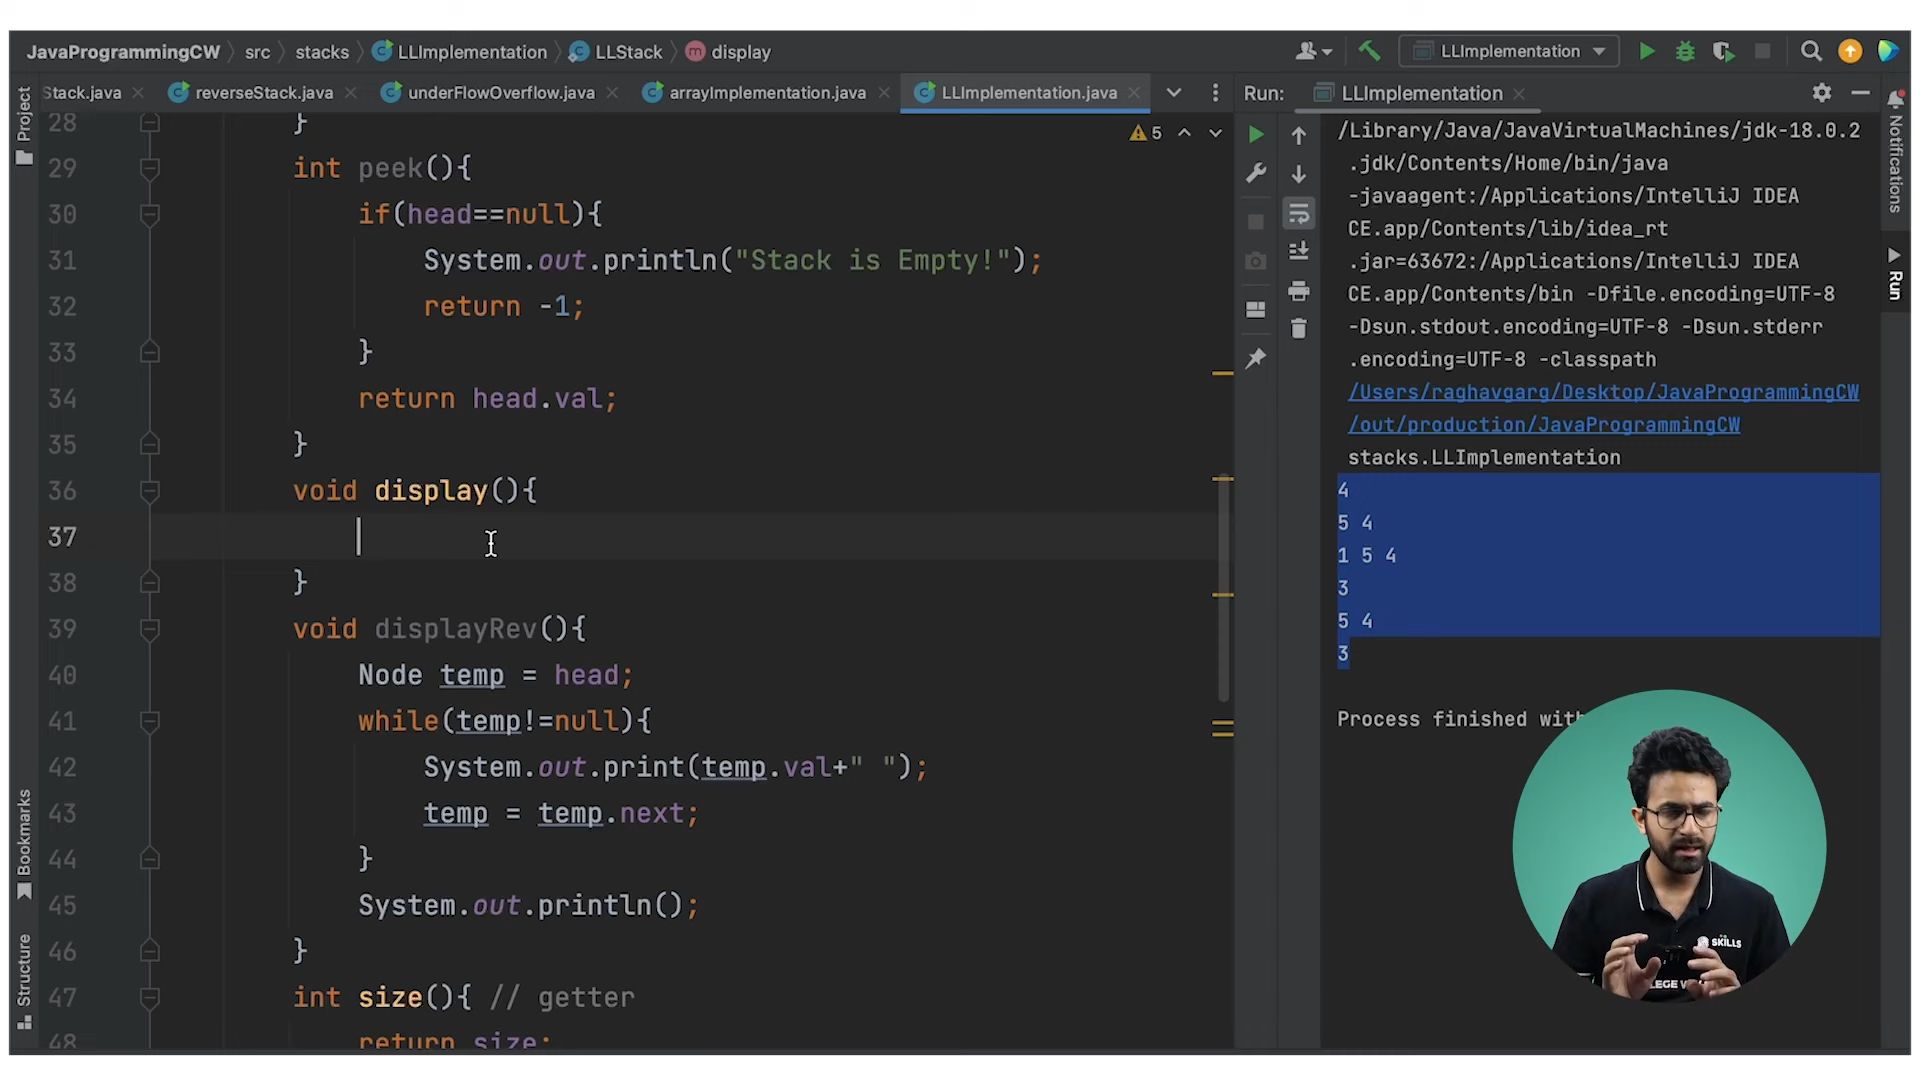 JavaProgrammingCW src stacks LLImplementation LLStack display LLImplementation
Stack.java reverseStack.java underFlowOverflow.java arrayImplementation.java LLImplementation.java Run: LLImplementation
Project
Bookmarks
Structure
Notifications
Run
5
28 }
29 int peek(){
30 if(head==null){
31 System.out.println("Stack is Empty!");
32 return -1;
33 }
34 return head.val;
35 }
36 void display(){
37
38 }
39 void displayRev(){
40 Node temp = head;
41 while(temp!=null){
42 System.out.print(temp.val+" ");
43 temp = temp.next;
44 }
45 System.out.println();
46 }
47 int size(){ // getter
48 return size;
/Library/Java/JavaVirtualMachines/jdk-18.0.2
.jdk/Contents/Home/bin/java
-javaagent:/Applications/IntelliJ IDEA
CE.app/Contents/lib/idea_rt
.jar=63672:/Applications/IntelliJ IDEA
CE.app/Contents/bin -Dfile.encoding=UTF-8
-Dsun.stdout.encoding=UTF-8 -Dsun.stderr
.encoding=UTF-8 -classpath
/Users/raghavgarg/Desktop/JavaProgrammingCW
/out/production/JavaProgrammingCW
stacks.LLImplementation
4
5 4
1 5 4
3
5 4
3
Process finished with
SKILLS